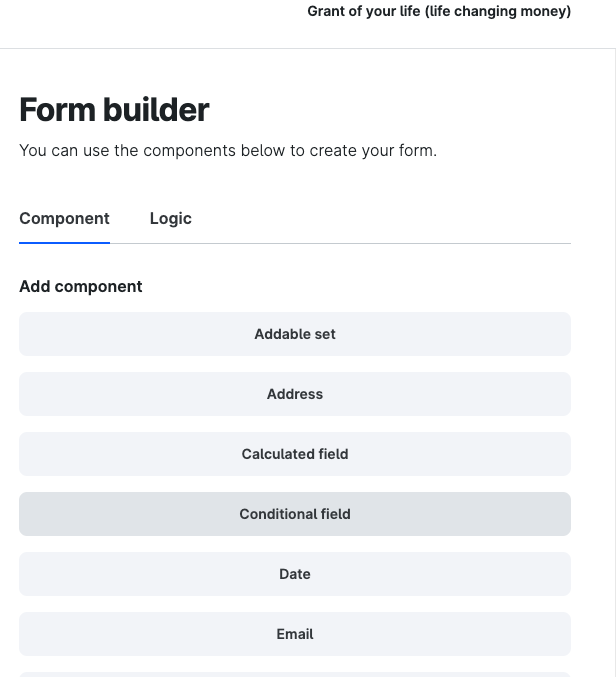 Grant of your life (life changing money)
Form builder
You can use the components below to create your form.
Component Logic
Add component
Addable set
Address
Calculated field
Conditional field
Date
Email